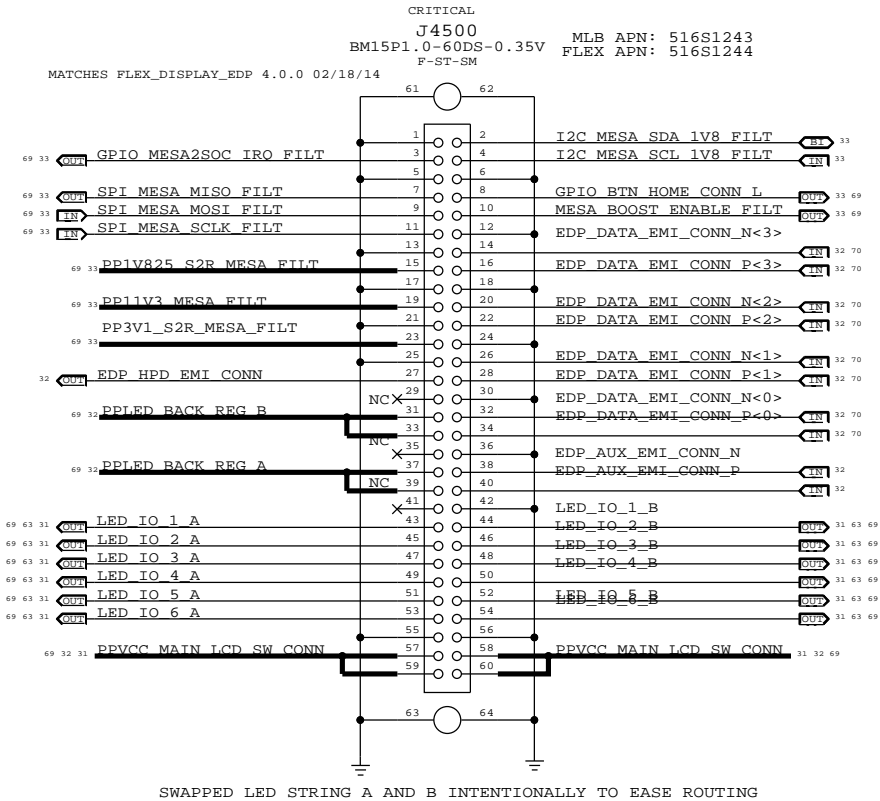 CRITICAL
J4500
BM15P1.0-60DS-0.35V
F-ST-SM
MLB APN: 516S1243
FLEX APN: 516S1244
MATCHES FLEX_DISPLAY_EDP 4.0.0 02/18/14
61 62
1 2 I2C_MESA_SDA_1V8_FILT BI 33
69 33 OUT GPIO_MESA2SOC_IRQ_FILT 3 4 I2C_MESA_SCL_1V8_FILT IN 33
5 6
69 33 OUT SPI_MESA_MISO_FILT 7 8 GPIO_BTN_HOME_CONN_L OUT 33 69
69 33 IN SPI_MESA_MOSI_FILT 9 10 MESA_BOOST_ENABLE_FILT OUT 33 69
69 33 IN SPI_MESA_SCLK_FILT 11 12 EDP_DATA_EMI_CONN_N<3>
13 14 IN 32 70
69 33 PP1V825_S2R_MESA_FILT 15 16 EDP_DATA_EMI_CONN_P<3> IN 32 70
17 18
69 33 PP11V3_MESA_FILT 19 20 EDP_DATA_EMI_CONN_N<2> IN 32 70
PP3V1_S2R_MESA_FILT 21 22 EDP_DATA_EMI_CONN_P<2> IN 32 70
69 33 23 24
25 26 EDP_DATA_EMI_CONN_N<1> IN 32 70
32 OUT EDP_HPD_EMI_CONN 27 28 EDP_DATA_EMI_CONN_P<1> IN 32 70
NC 29 30 EDP_DATA_EMI_CONN_N<0>
69 32 PPLED_BACK_REG_B 31 32 EDP_DATA_EMI_CONN_P<0> IN 32 70
33 34 IN 32 70
NC 35 36 EDP_AUX_EMI_CONN_N
69 32 PPLED_BACK_REG_A 37 38 EDP_AUX_EMI_CONN_P IN 32
NC 39 40 IN 32
41 42 LED_IO_1_B
69 63 31 OUT LED_IO_1_A 43 44 LED_IO_2_B OUT 31 63 69
69 63 31 OUT LED_IO_2_A 45 46 LED_IO_3_B OUT 31 63 69
69 63 31 OUT LED_IO_3_A 47 48 LED_IO_4_B OUT 31 63 69
69 63 31 OUT LED_IO_4_A 49 50 OUT 31 63 69
69 63 31 OUT LED_IO_5_A 51 52 LED_IO_5_B LED_IO_6_B OUT 31 63 69
69 63 31 OUT LED_IO_6_A 53 54 OUT 31 63 69
55 56
69 32 31 PPVCC_MAIN_LCD_SW_CONN 57 58 PPVCC_MAIN_LCD_SW_CONN 31 32 69
59 60
63 64
SWAPPED LED STRING A AND B INTENTIONALLY TO EASE ROUTING